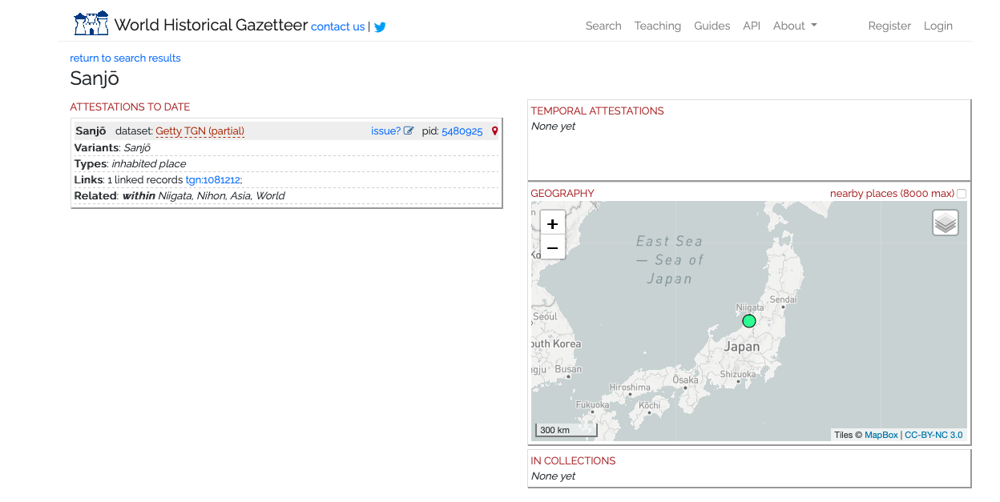 World Historical Gazetteer contact us |
Search Teaching Guides API About Register Login
return to search results
Sanjō
ATTESTATIONS TO DATE
Sanjō dataset: Getty TGN (partial) issue? pid: 5480925
Variants: Sanjō
Types: inhabited place
Links: 1 linked records tgn:1081212;
Related: within Niigata, Nihon, Asia, World
TEMPORAL ATTESTATIONS
None yet
GEOGRAPHY nearby places (8000 max)
+
−
East Sea
— Sea of
Japan
Sendai
Niigata
Seoul
outh Korea
Japan
gju
Busan
Ōsaka
Shizuoka
Hiroshima
Fukuoka
Kōchi
300 km
Tiles © MapBox | CC-BY-NC 3.0
IN COLLECTIONS
None yet